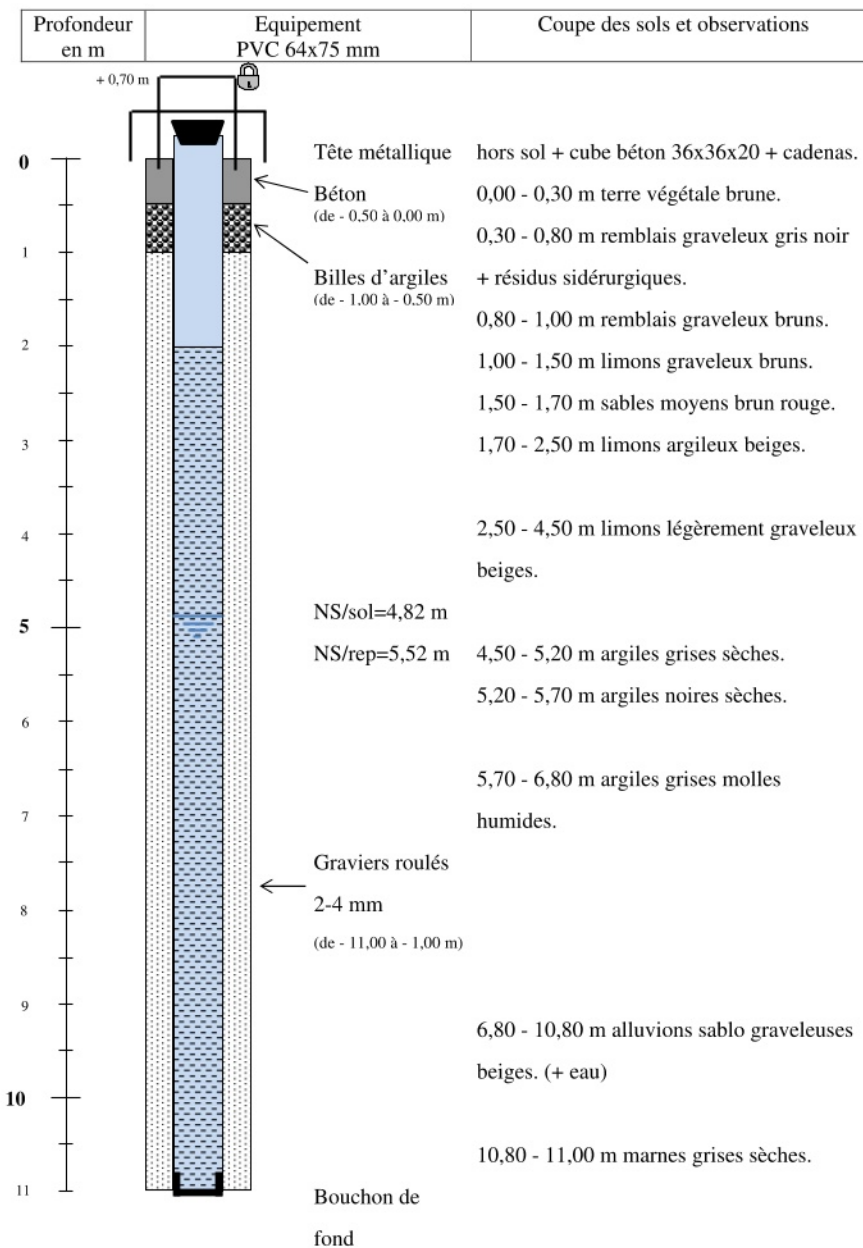 Profondeur
en m
Equipement
PVC 64x75 mm
Coupe des sols et observations
+ 0,70 m
0
1
2
3
4
5
6
7
8
9
10
11
Tête métallique
Béton
(de - 0,50 à 0,00 m)
Billes d’argiles
(de - 1,00 à - 0,50 m)
NS/sol=4,82 m
NS/rep=5,52 m
Graviers roulés
2-4 mm
(de - 11,00 à - 1,00 m)
Bouchon de
fond
hors sol + cube béton 36x36x20 + cadenas.
0,00 - 0,30 m terre végétale brune.
0,30 - 0,80 m remblais graveleux gris noir
+ résidus sidérurgiques.
0,80 - 1,00 m remblais graveleux bruns.
1,00 - 1,50 m limons graveleux bruns.
1,50 - 1,70 m sables moyens brun rouge.
1,70 - 2,50 m limons argileux beiges.
2,50 - 4,50 m limons légèrement graveleux
beiges.
4,50 - 5,20 m argiles grises sèches.
5,20 - 5,70 m argiles noires sèches.
5,70 - 6,80 m argiles grises molles
humides.
6,80 - 10,80 m alluvions sablo graveleuses
beiges. (+ eau)
10,80 - 11,00 m marnes grises sèches.